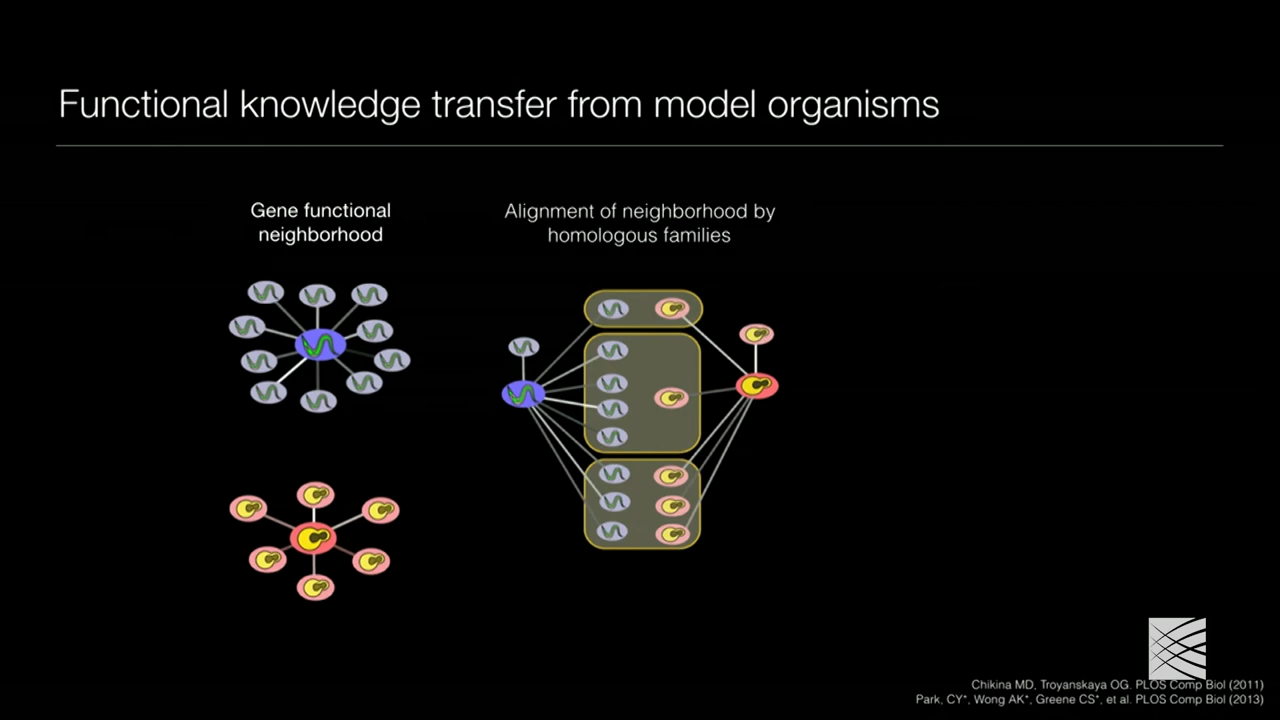 Functional knowledge transfer from model organisms
Gene functional
neighborhood
Alignment of neighborhood by
homologous families
Chikina MD, Troyanskaya OG. PLOS Comp Biol (2011)
Park, CY*, Wong AK*, Greene CS*, et al. PLOS Comp Biol (2013)